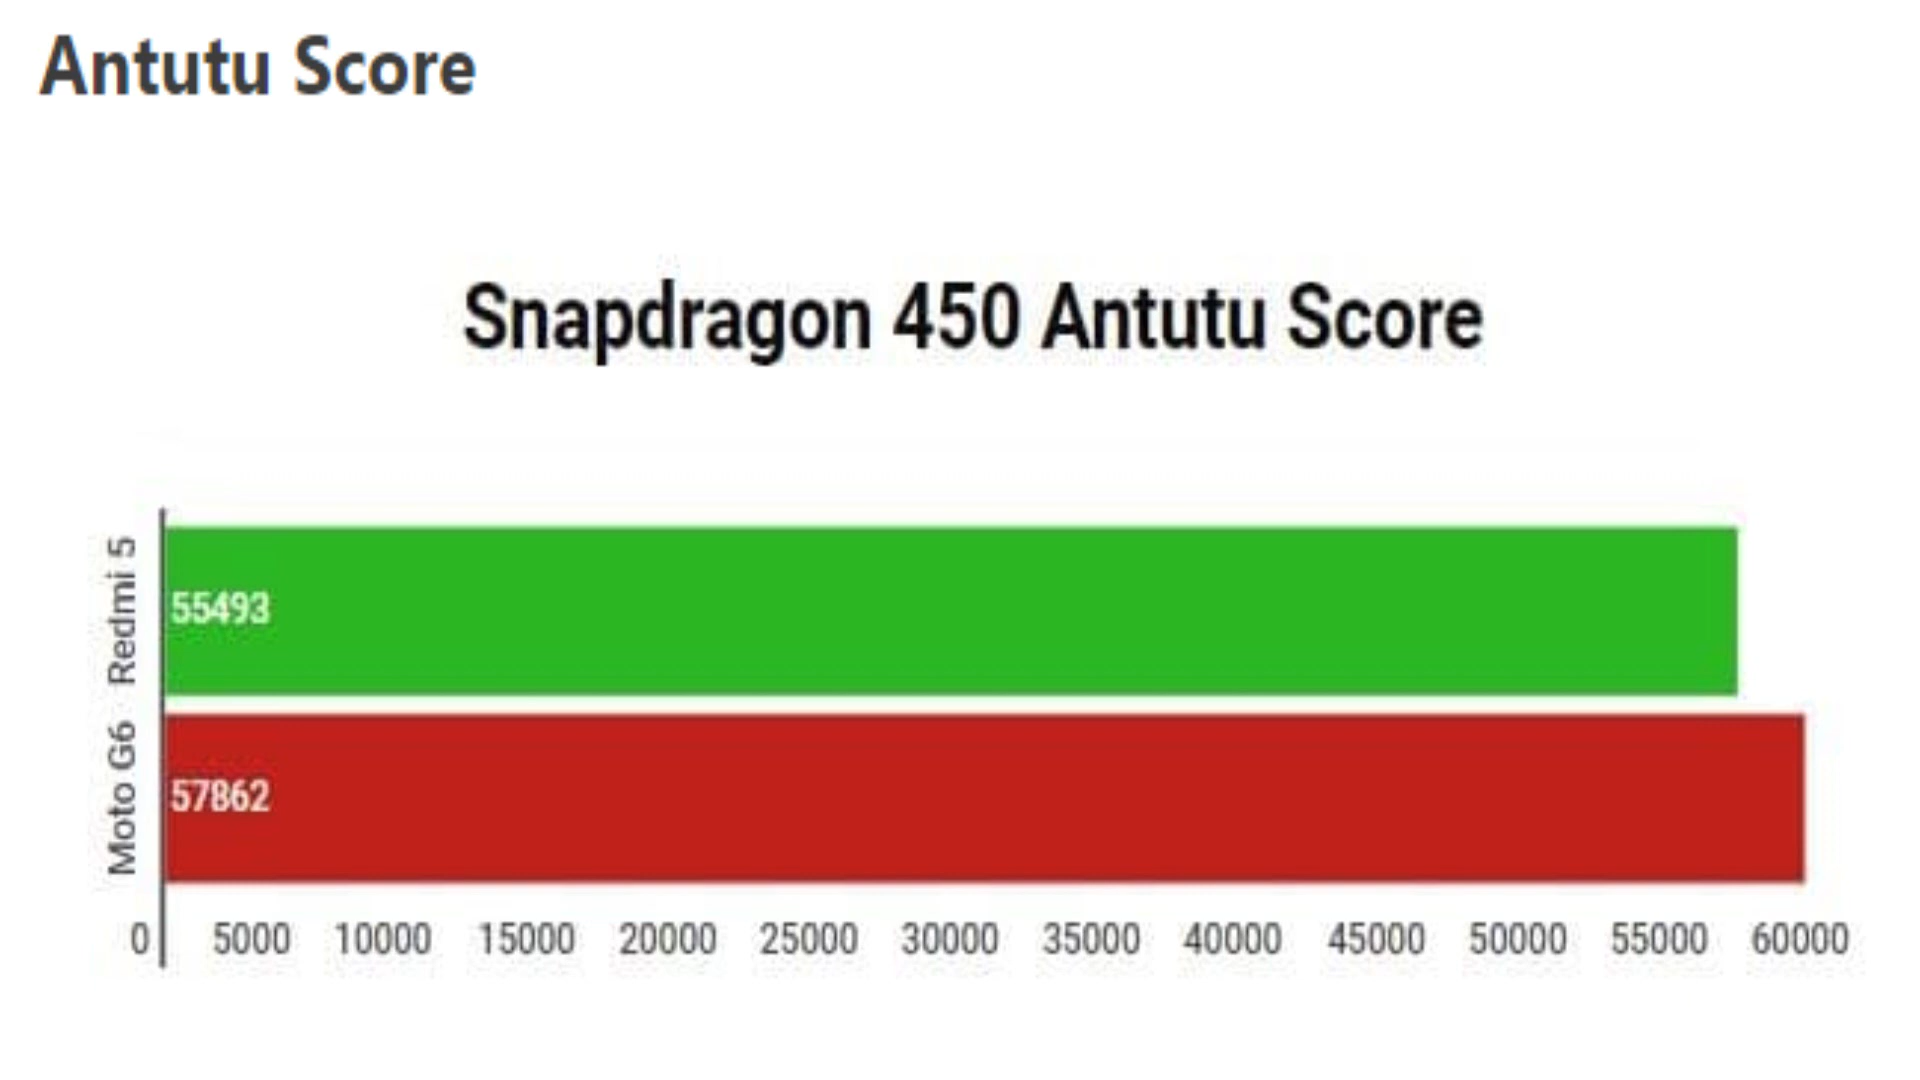 Antutu Score
Snapdragon 450 Antutu Score
Redmi 5
55493
Moto G6
57862
0 5000 10000 15000 20000 25000 30000 35000 40000 45000 50000 55000 60000